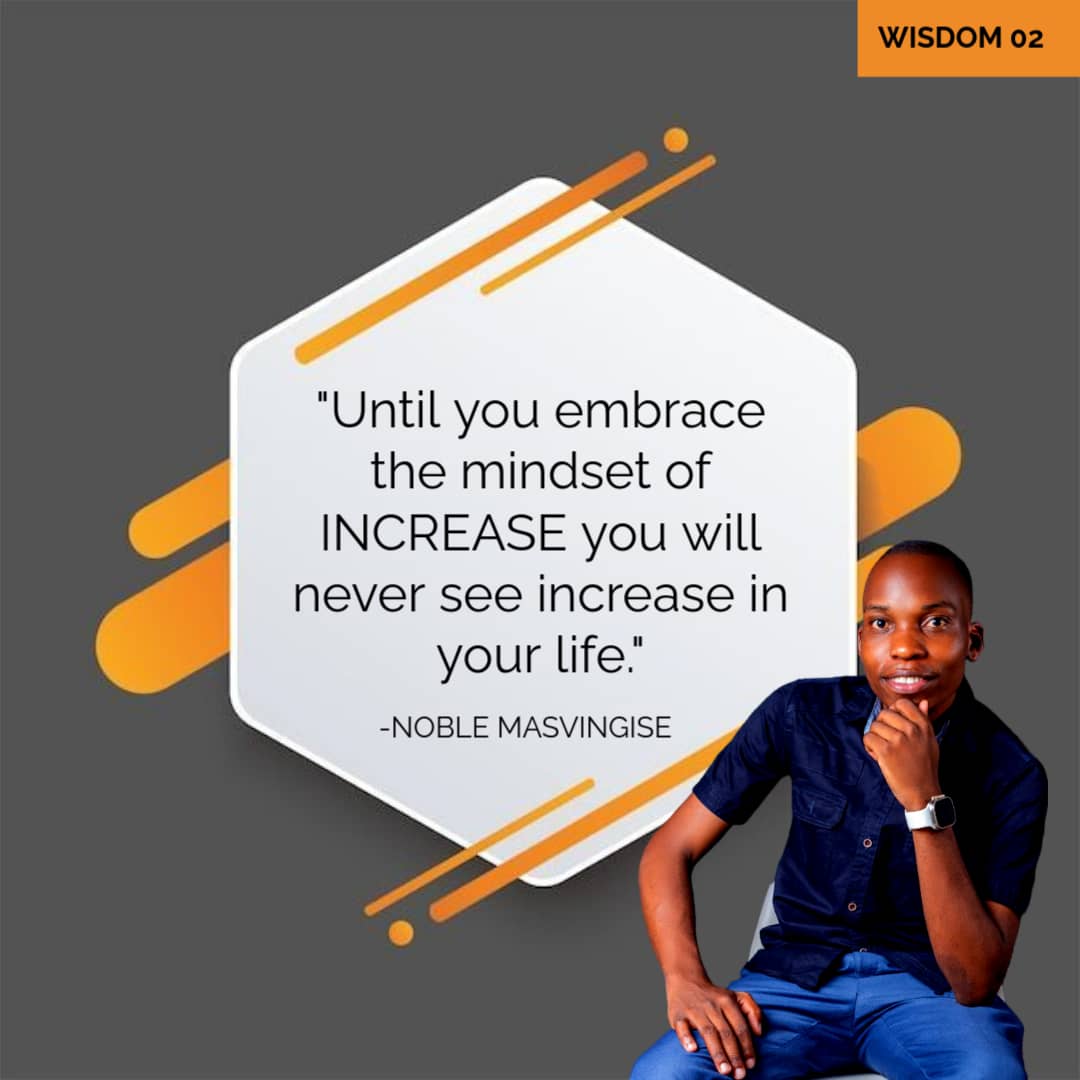 WISDOM 02
"Until you embrace
the mindset of
INCREASE you will
never see increase in
your life."
-NOBLE MASVINGISE